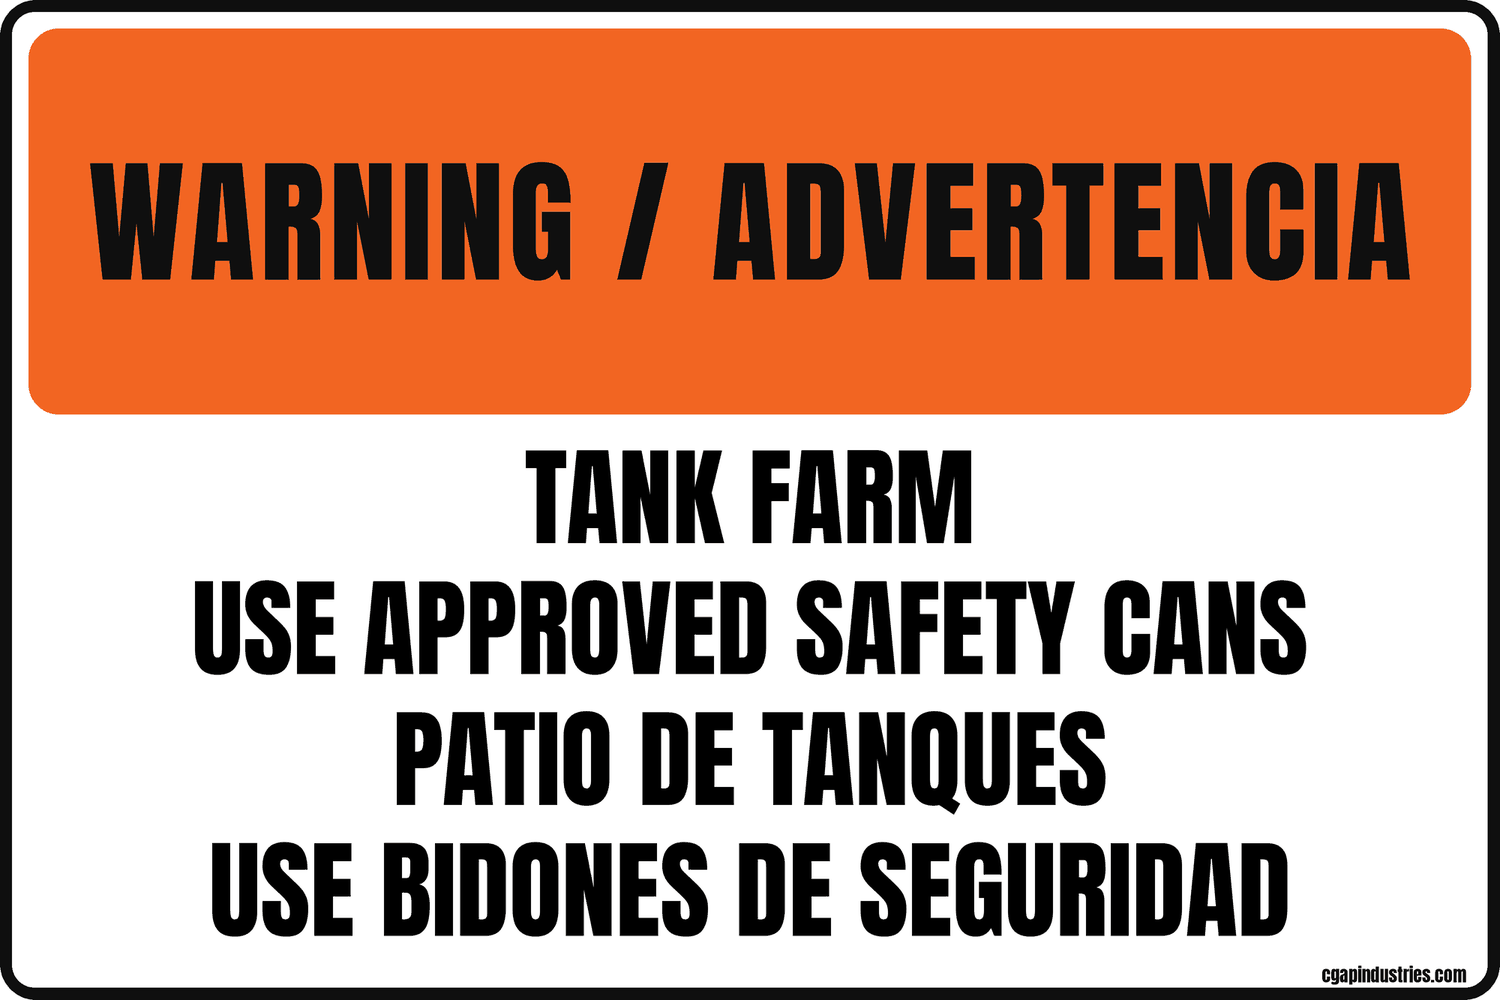 WARNING / ADVERTENCIA
TANK FARM
USE APPROVED SAFETY CANS
PATIO DE TANQUES
USE BIDONES DE SEGURIDAD
cgapindustries.com